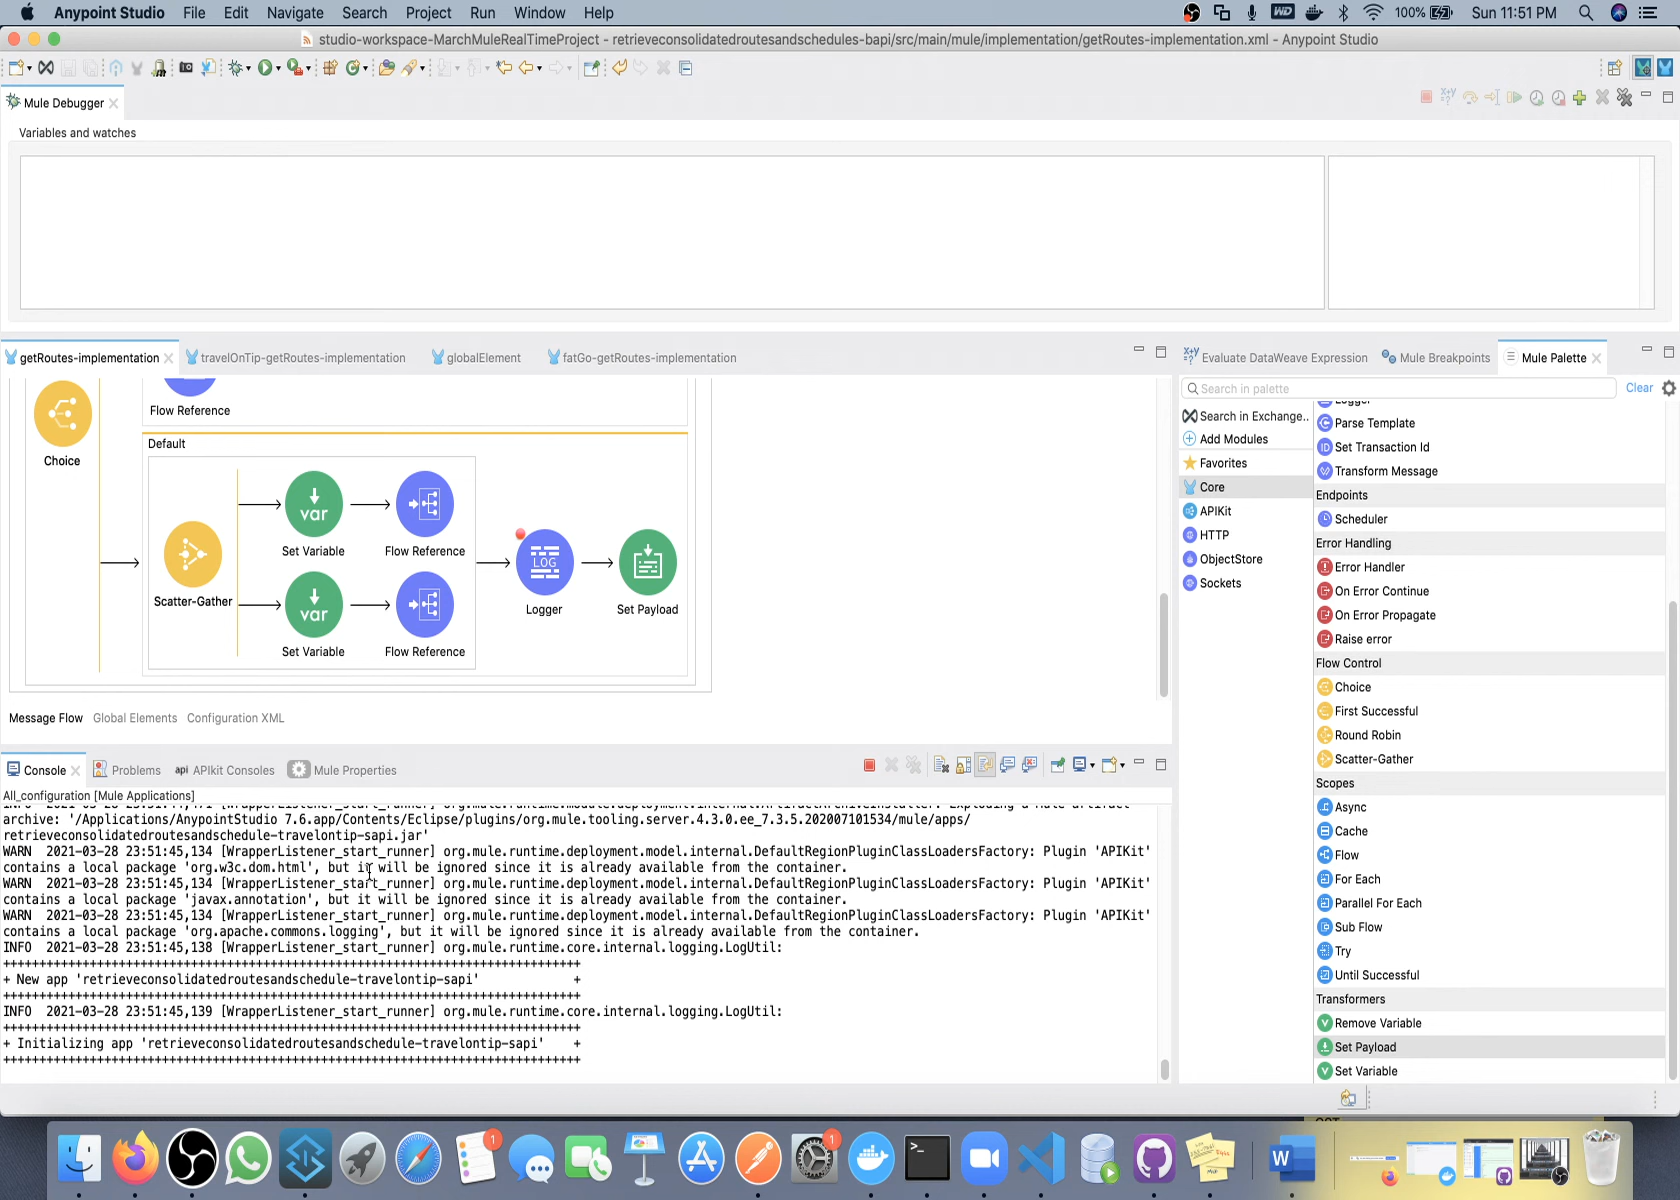 Anypoint Studio File Edit Navigate Search Project Run Window Help WD 100% Sun 11:51 PM
studio-workspace-MarchMuleRealTimeProject - retrieveconsolidatedroutesandschedules-bapi/src/main/mule/implementation/getRoutes-implementation.xml - Anypoint Studio
Mule Debugger
Variables and watches
getRoutes-implementation travelOnTip-getRoutes-implementation globalElement fatGo-getRoutes-implementation
Evaluate DataWeave Expression Mule Breakpoints Mule Palette
Search in palette Clear
Flow Reference
Choice
Default
var
Set Variable Flow Reference
Scatter-Gather
LOG
Logger Set Payload
var
Set Variable Flow Reference
Message Flow Global Elements Configuration XML
Search in Exchange..
Add Modules
Favorites
Core
APIKit
HTTP
ObjectStore
Sockets
Logger
Parse Template
Set Transaction Id
Transform Message
Endpoints
Scheduler
Error Handling
Error Handler
On Error Continue
On Error Propagate
Raise error
Flow Control
Choice
First Successful
Round Robin
Scatter-Gather
Scopes
Async
Cache
Flow
For Each
Parallel For Each
Sub Flow
Try
Until Successful
Transformers
Remove Variable
Set Payload
Set Variable
Console Problems api APIkit Consoles Mule Properties
All_configuration [Mule Applications]
archive: '/Applications/AnypointStudio 7.6.app/Contents/Eclipse/plugins/org.mule.tooling.server.4.3.0.ee_7.3.5.202007101534/mule/apps/
retrieveconsolidatedroutesandschedule-travelontip-sapi.jar'
WARN 2021-03-28 23:51:45,134 [WrapperListener_start_runner] org.mule.runtime.deployment.model.internal.DefaultRegionPluginClassLoadersFactory: Plugin 'APIKit'
contains a local package 'org.w3c.dom.html', but it will be ignored since it is already available from the container.
WARN 2021-03-28 23:51:45,134 [WrapperListener_start_runner] org.mule.runtime.deployment.model.internal.DefaultRegionPluginClassLoadersFactory: Plugin 'APIKit'
contains a local package 'javax.annotation', but it will be ignored since it is already available from the container.
WARN 2021-03-28 23:51:45,134 [WrapperListener_start_runner] org.mule.runtime.deployment.model.internal.DefaultRegionPluginClassLoadersFactory: Plugin 'APIKit'
contains a local package 'org.apache.commons.logging', but it will be ignored since it is already available from the container.
INFO 2021-03-28 23:51:45,138 [WrapperListener_start_runner] org.mule.runtime.core.internal.logging.LogUtil:
++++++++++++++++++++++++++++++++++++++++++++++++++++++++++++++++
+ New app 'retrieveconsolidatedroutesandschedule-travelontip-sapi' +
++++++++++++++++++++++++++++++++++++++++++++++++++++++++++++++++
INFO 2021-03-28 23:51:45,139 [WrapperListener_start_runner] org.mule.runtime.core.internal.logging.LogUtil:
++++++++++++++++++++++++++++++++++++++++++++++++++++++++++++++++
+ Initializing app 'retrieveconsolidatedroutesandschedule-travelontip-sapi' +
++++++++++++++++++++++++++++++++++++++++++++++++++++++++++++++++
1
1
W